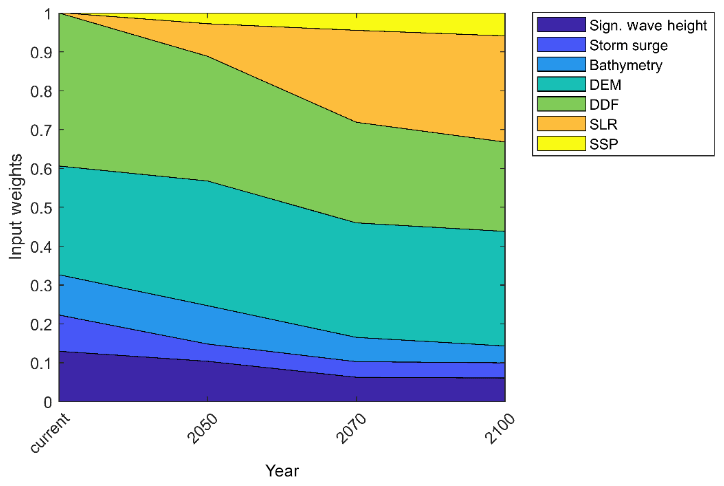 1
0.9
0.8
0.7
0.6
0.5
0.4
0.3
0.2
0.1
0
Input weights
current
2050
2070
2100
Year
Sign. wave height
Storm surge
Bathymetry
DEM
DDF
SLR
SSP